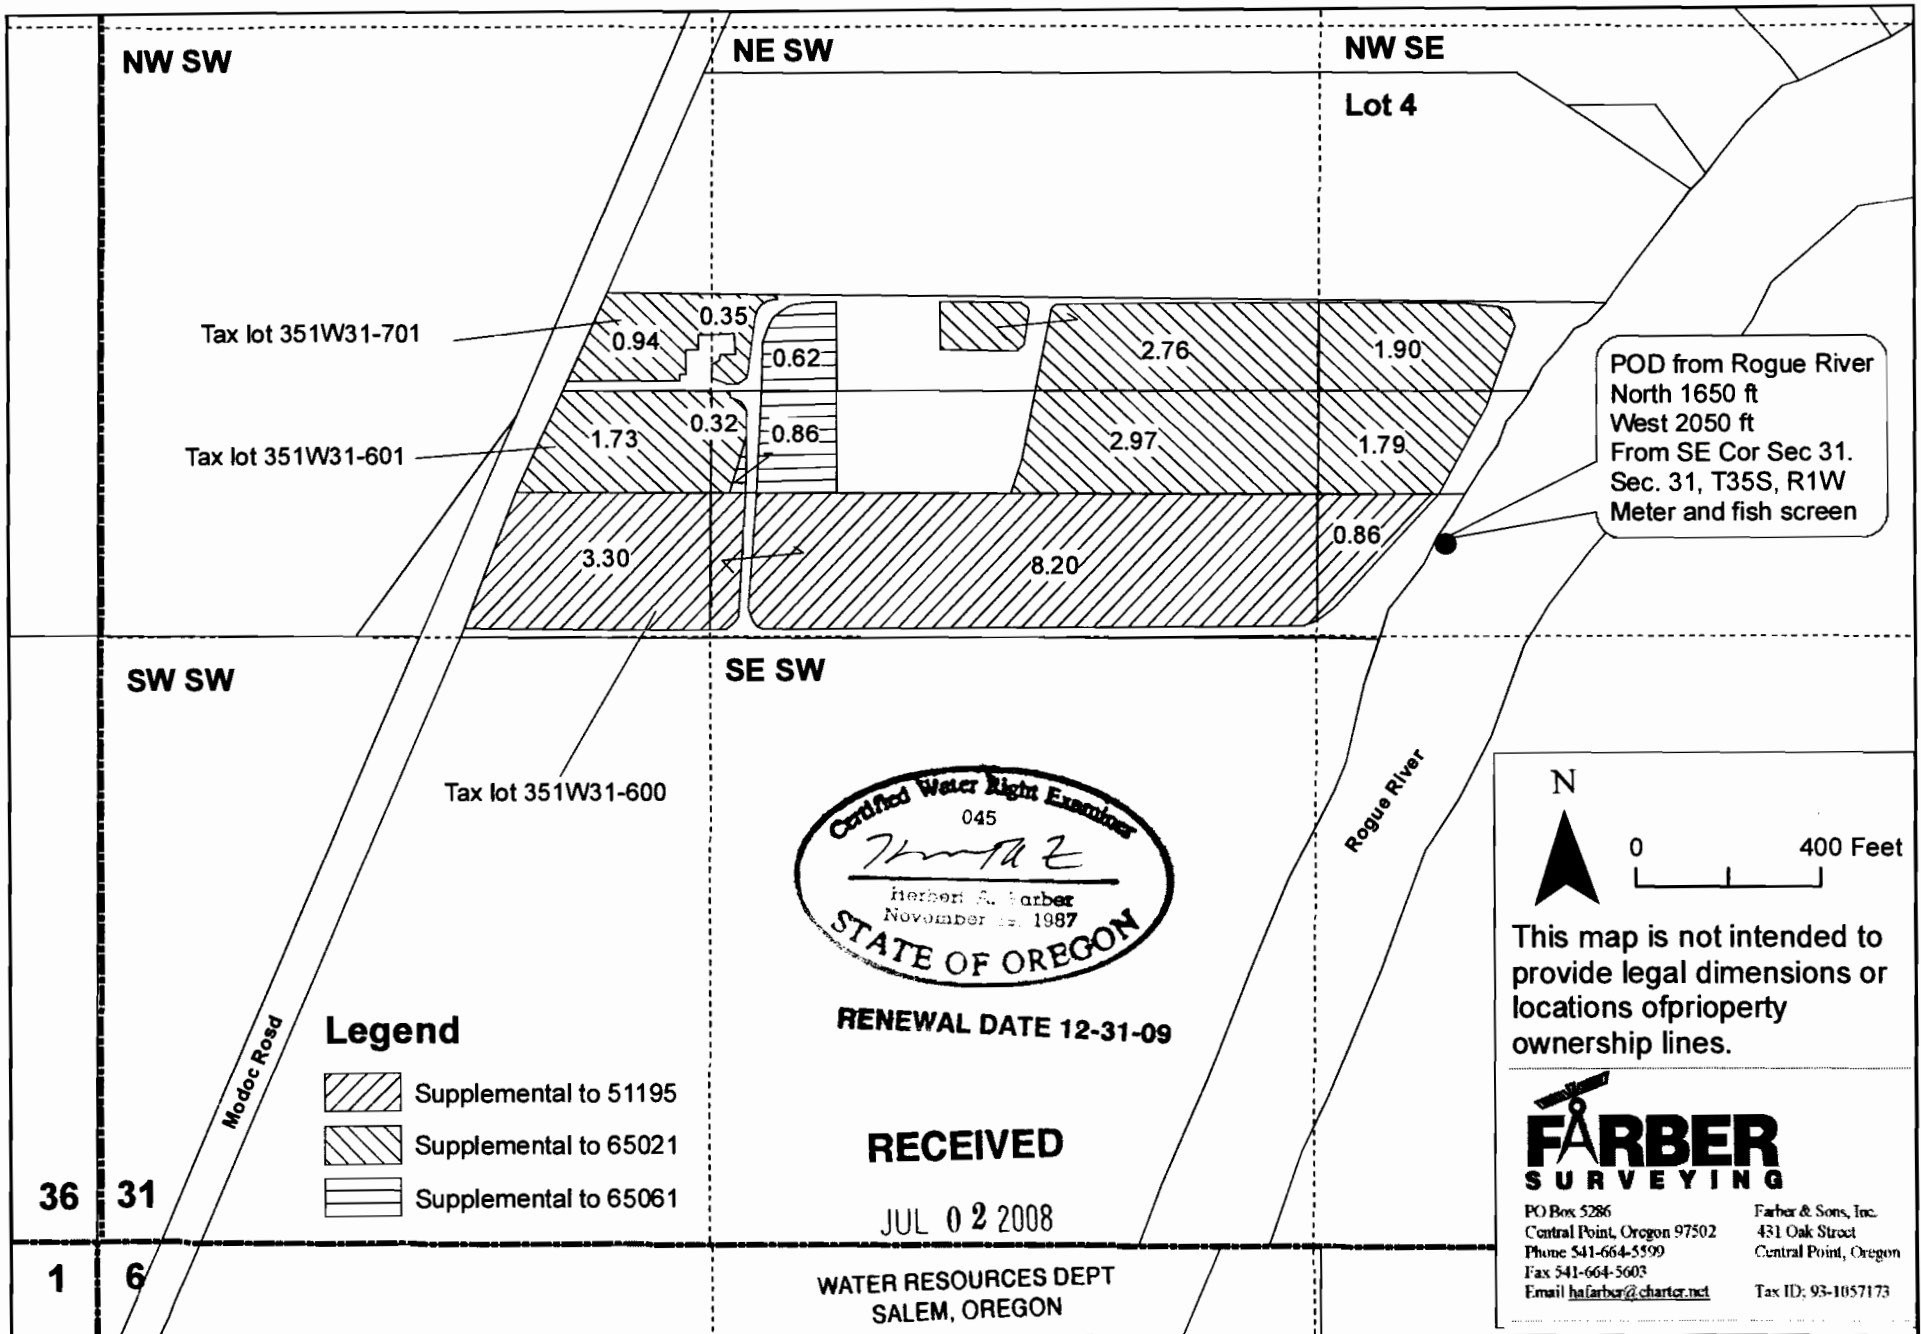 NW SW
NE SW
NW SE
Lot 4
Tax lot 351W31-701
0.94
0.35
0.62
2.76
1.90
Tax lot 351W31-601
1.73
0.32
0.86
2.97
1.79
3.30
8.20
0.86
POD from Rogue River
North 1650 ft
West 2050 ft
From SE Cor Sec 31.
Sec. 31, T35S, R1W
Meter and fish screen
SW SW
SE SW
Tax lot 351W31-600
Certified Water Right Examiner
045
Herbert A. Farber
November 1987
STATE OF OREGON
RENEWAL DATE 12-31-09
Rogue River
Modoc Rosd
Legend
Supplemental to 51195
Supplemental to 65021
Supplemental to 65061
RECEIVED
JUL 02 2008
WATER RESOURCES DEPT
SALEM, OREGON
36 31
1 6
N
0 400 Feet
This map is not intended to
provide legal dimensions or
locations ofprioperty
ownership lines.
FARBER
SURVEYING
PO Box 5286
Central Point, Oregon 97502
Phone 541-664-5599
Fax 541-664-5603
Email hafarber@charter.net
Farber & Sons, Inc.
431 Oak Street
Central Point, Oregon
Tax ID: 93-1057173